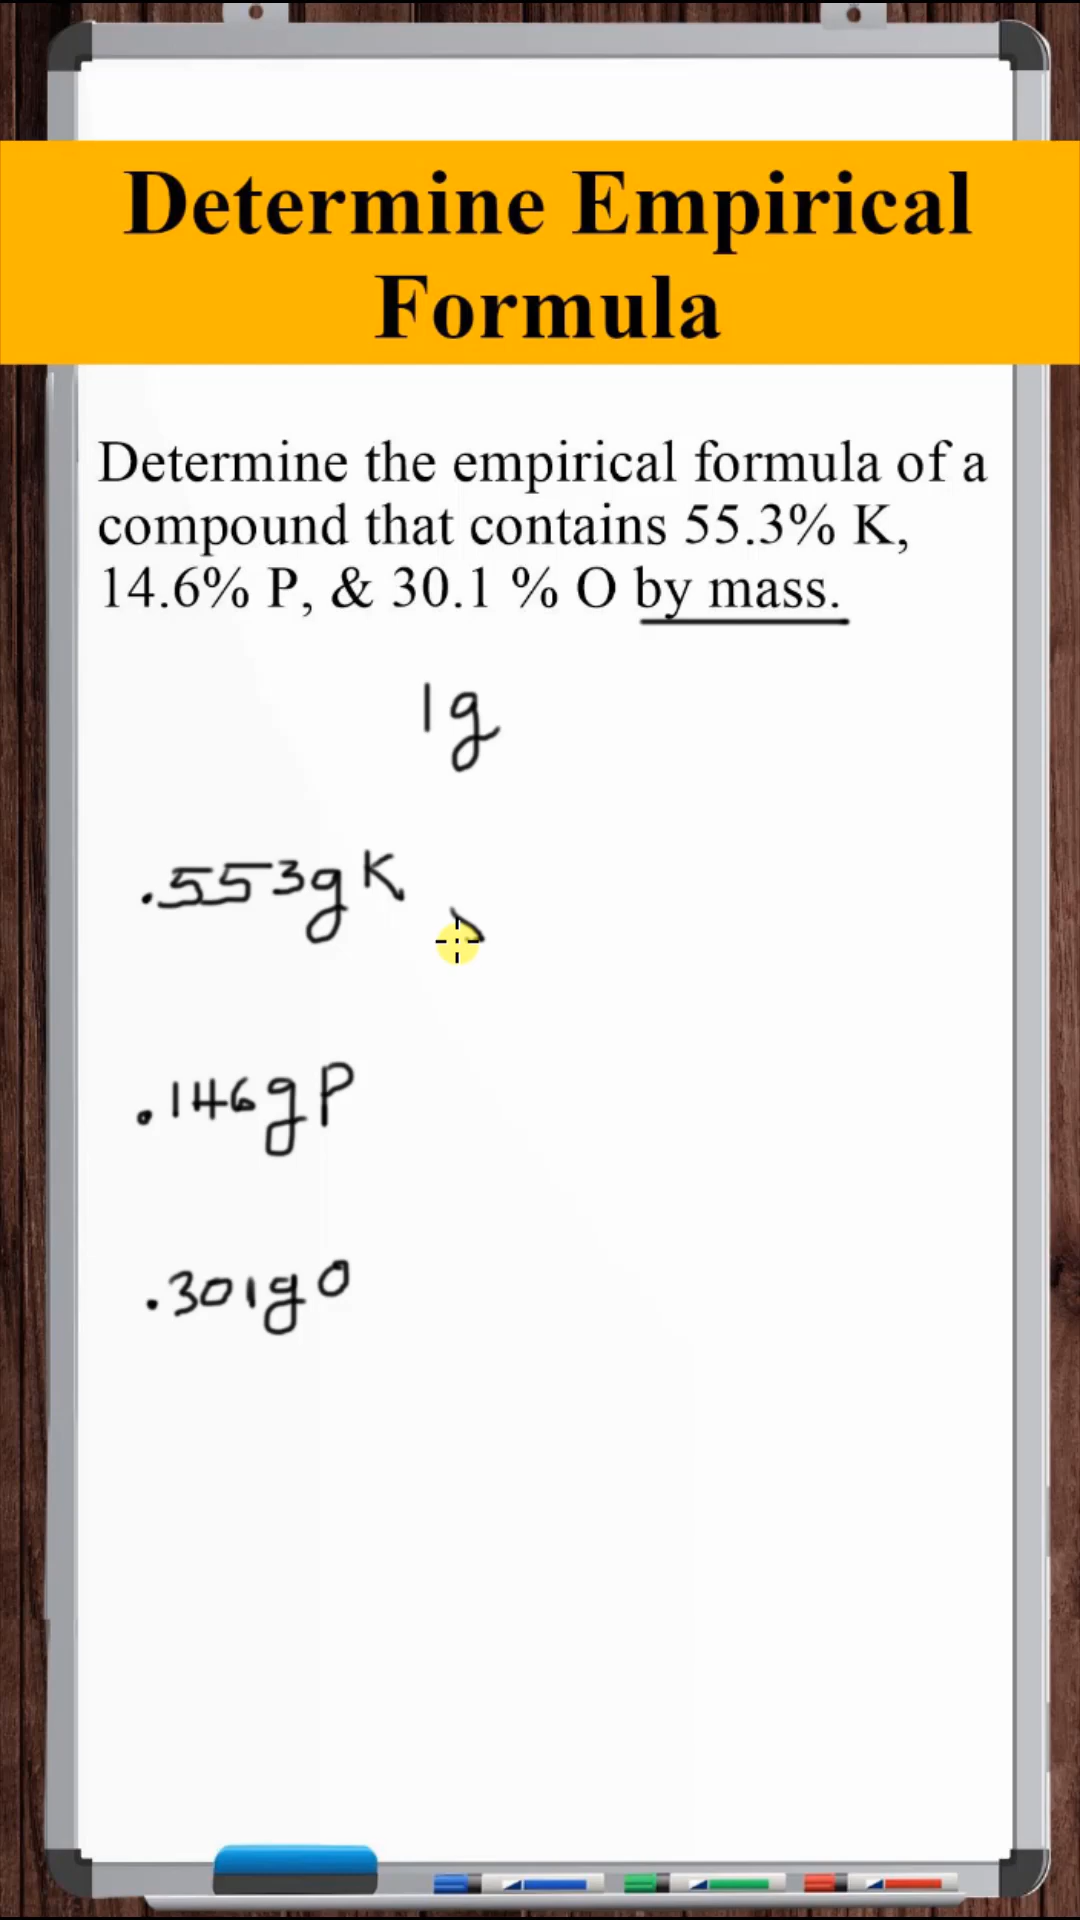 Determine Empirical
Formula
Determine the empirical formula of a
compound that contains 55.3% K,
14.6% P, & 30.1 % O by mass.
1g
.553g K
.146g P
.301g O